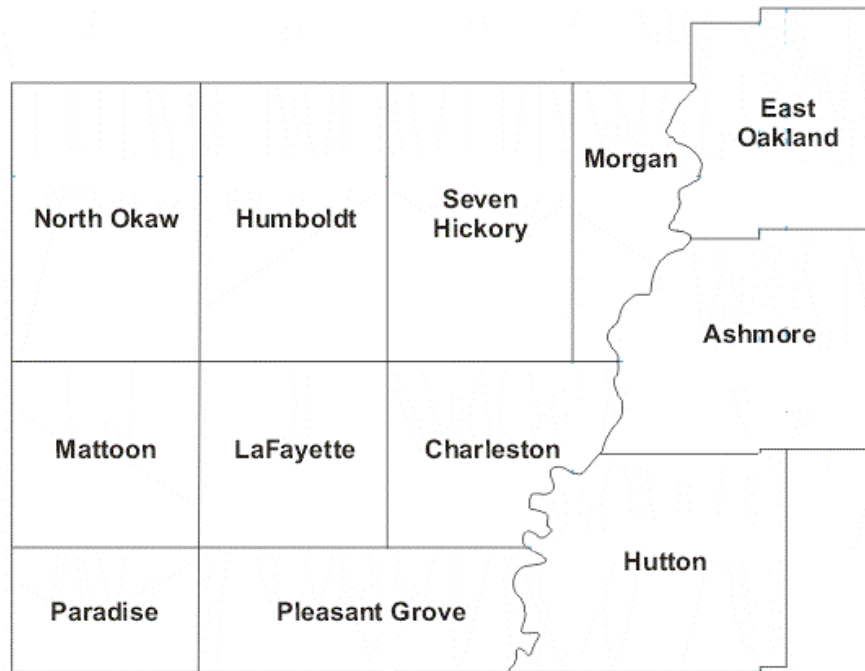 East
Oakland
Morgan
North Okaw
Humboldt
Seven
Hickory
Ashmore
Mattoon
LaFayette
Charleston
Hutton
Paradise
Pleasant Grove